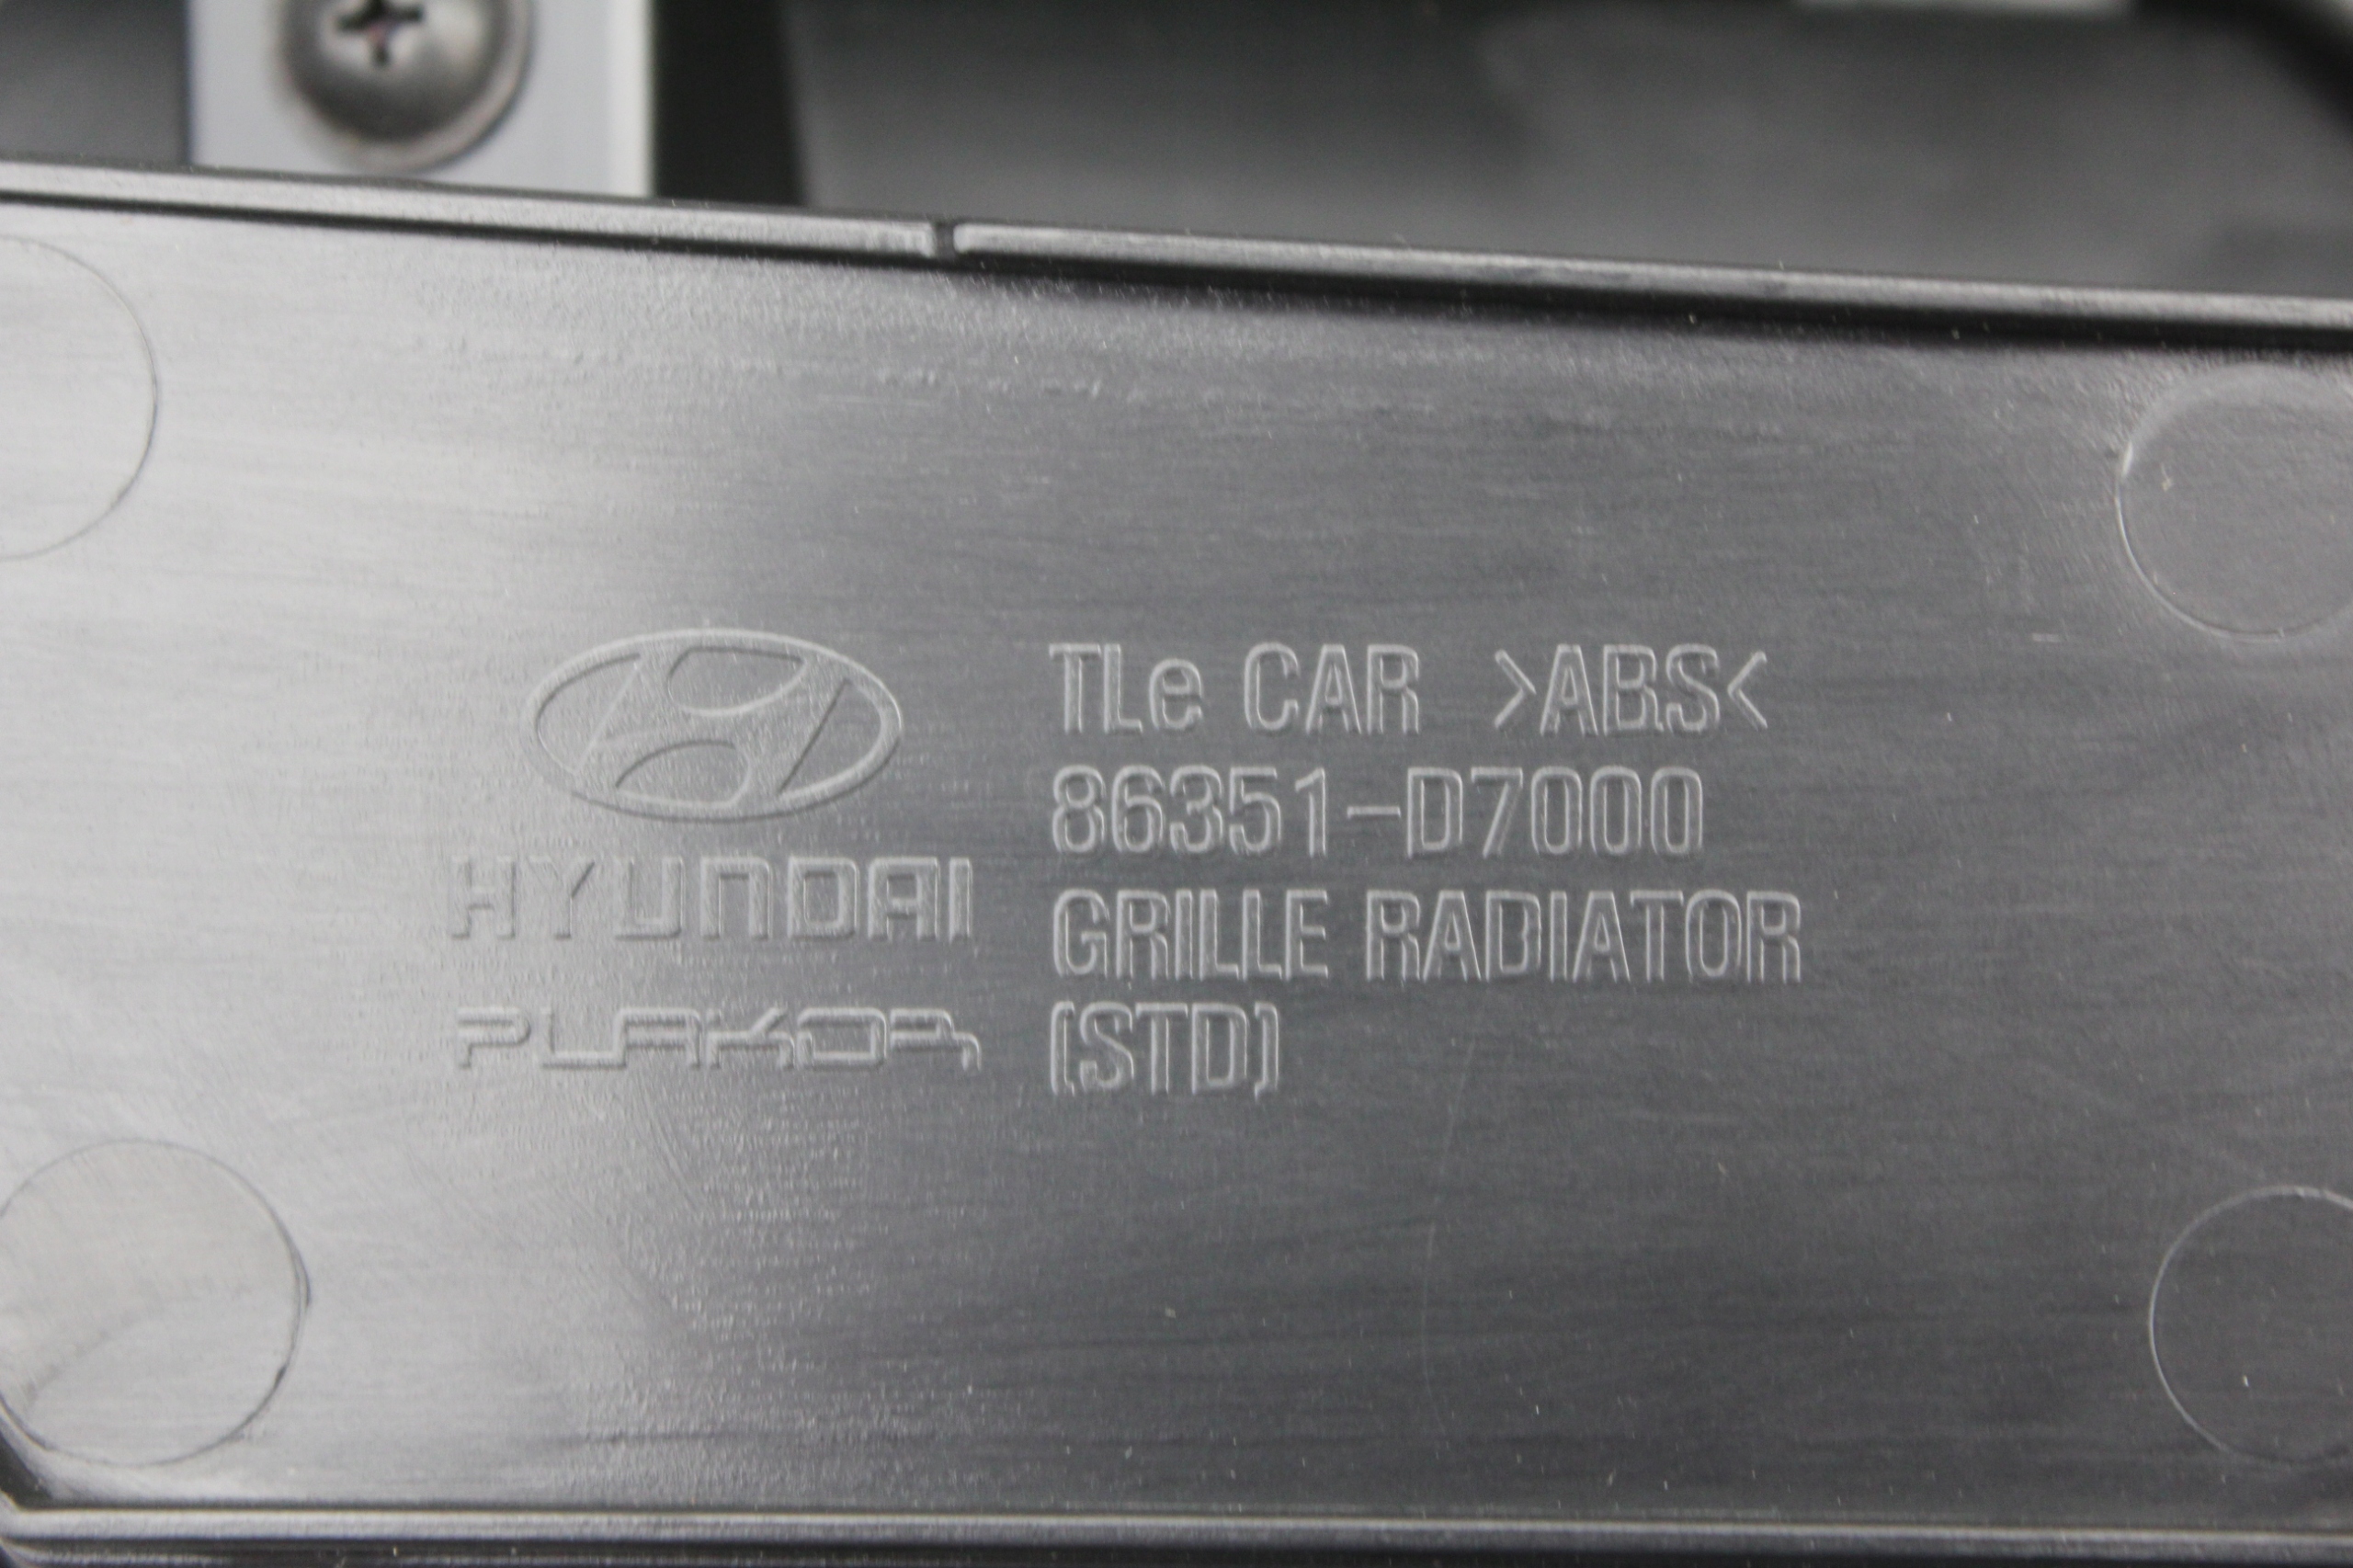 HYUNDAI
PLAKOR
TLe CAR >ABS<
86351-D7000
GRILLE RADIATOR
(STD)